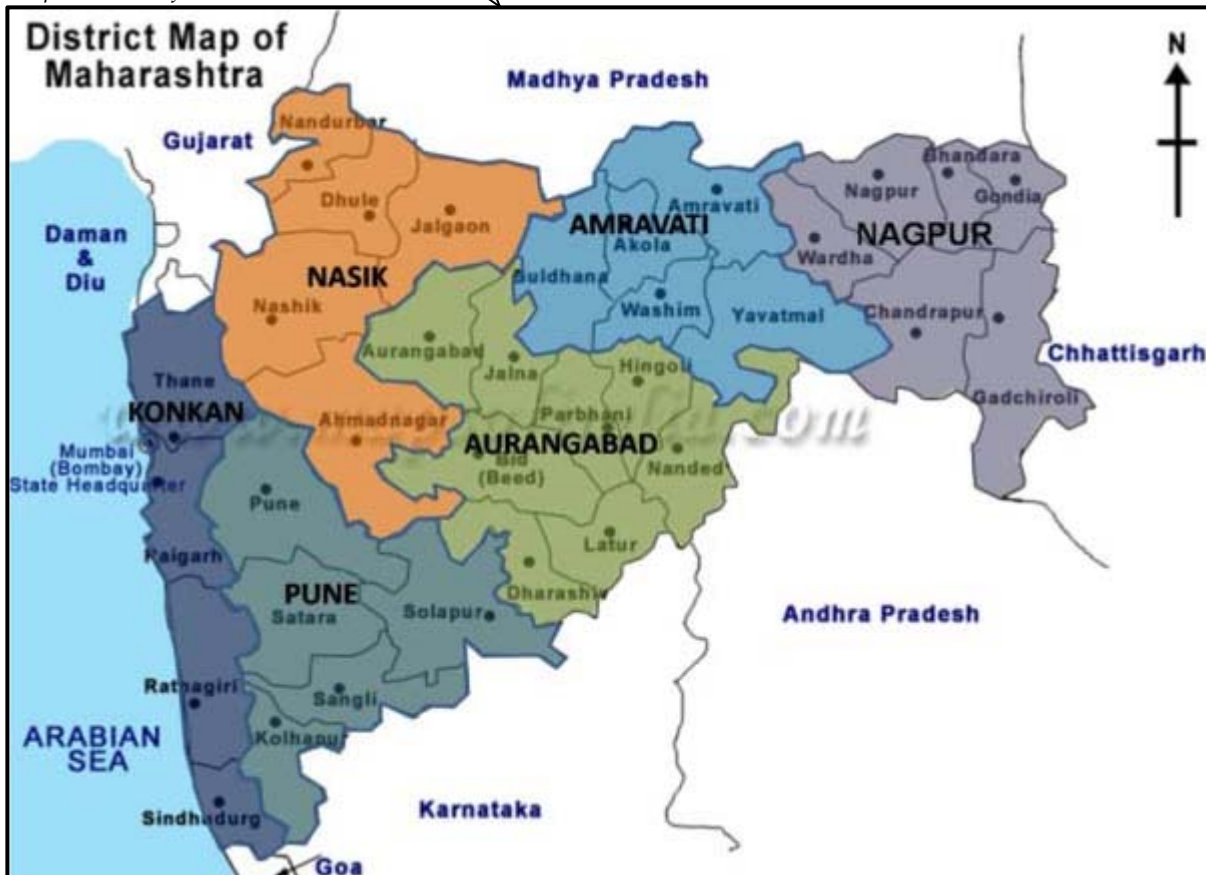 District Map of
Maharashtra
N
Madhya Pradesh
Gujarat
Nandurbar
Bhandara
Nagpur
Gondia
Dhule
Amravati
Jalgaon
AMRAVATI
NAGPUR
Daman
&
Diu
Akola
Wardha
NASIK
Buldhana
Nashik
Washim
Yavatmal
Chandrapur
Aurangabad
Jalna
Hingoli
Chhattisgarh
Thane
Gadchiroli
KONKAN
Ahmadnagar
Parbhani
.com
AURANGABAD
Mumbai
(Bombay)
State Headquarter
Bid
(Beed)
Nanded
Pune
Latur
Raigarh
PUNE
Dharashiv
Satara
Solapur
Andhra Pradesh
Rathagiri
Sangli
ARABIAN
SEA
Kolhapur
Sindhadurg
Karnataka
Goa